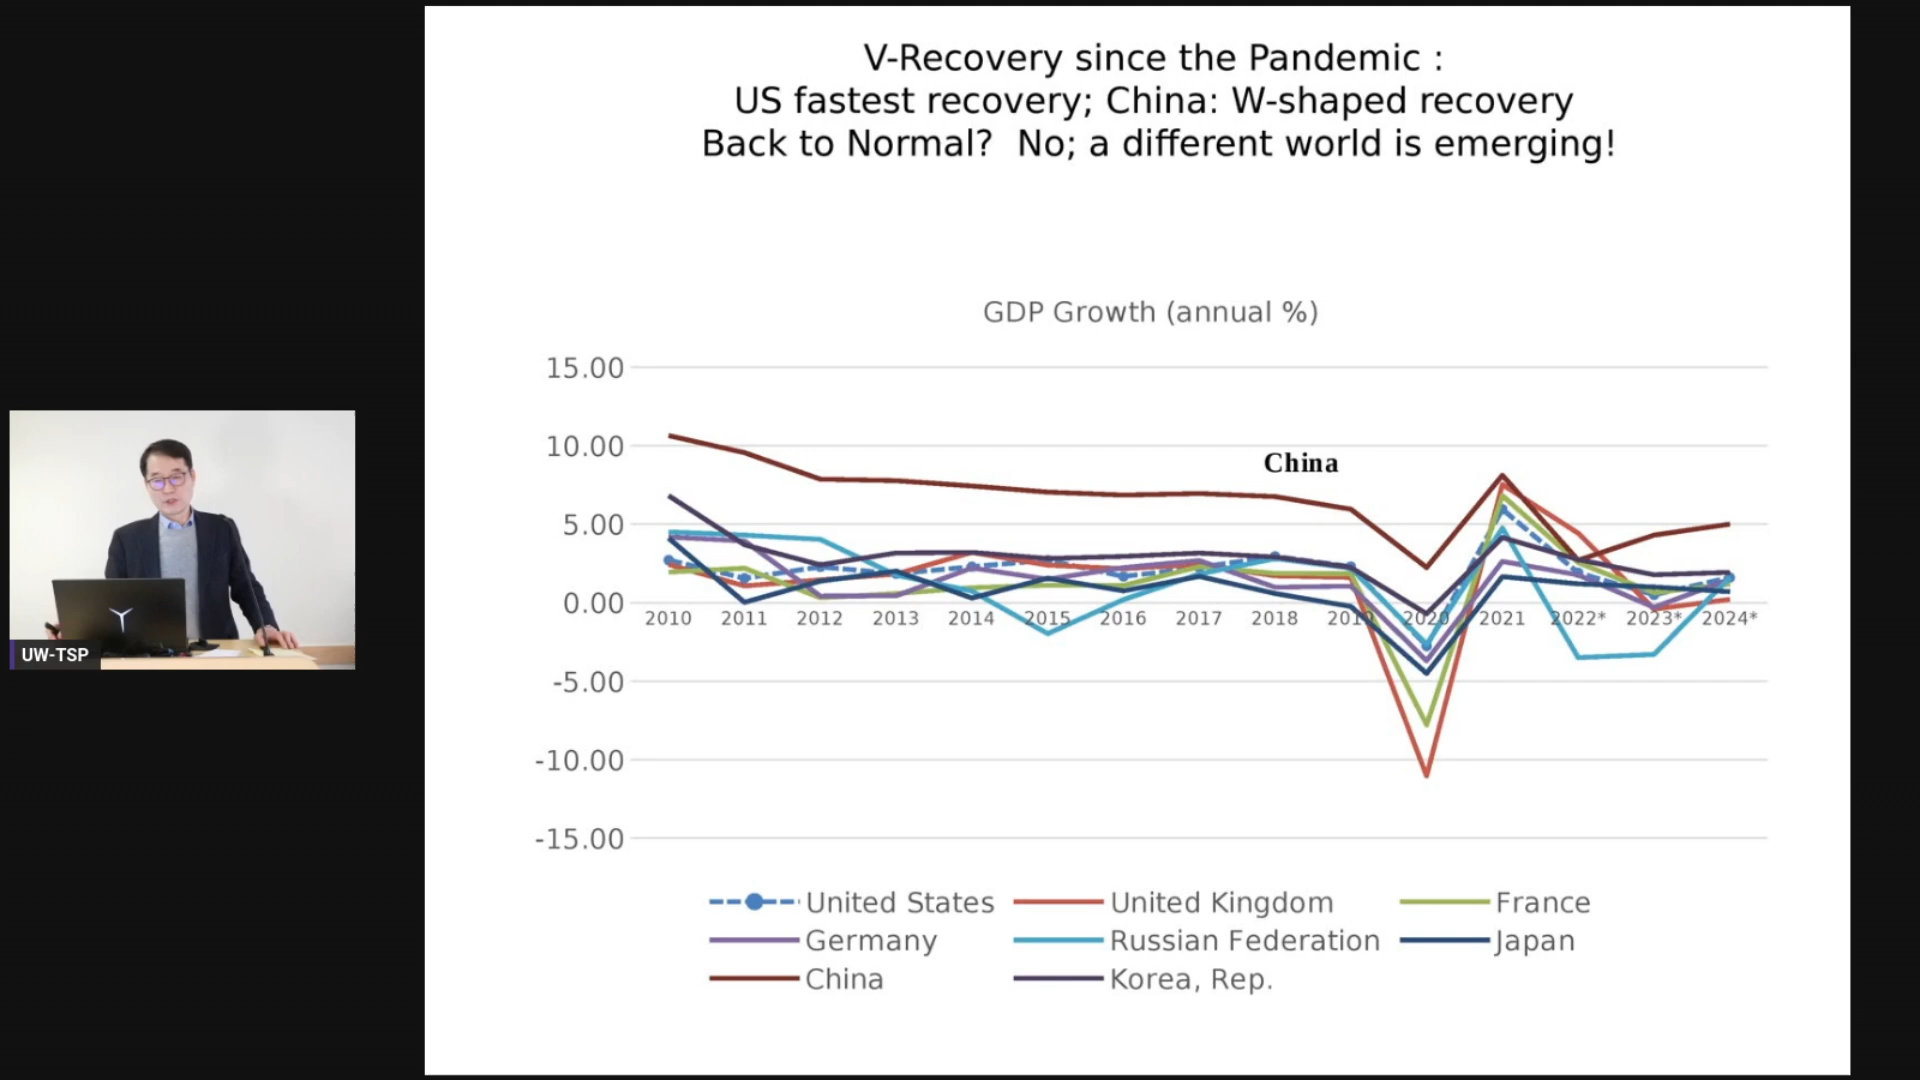 V-Recovery since the Pandemic :
US fastest recovery; China: W-shaped recovery
Back to Normal?  No; a different world is emerging!
GDP Growth (annual %)
15.00
10.00
5.00
0.00
-5.00
-10.00
-15.00
China
2010 2011 2012 2013 2014 2015 2016 2017 2018 2019 2020 2021 2022* 2023* 2024*
United States United Kingdom France
Germany Russian Federation Japan
China Korea, Rep.
UW-TSP